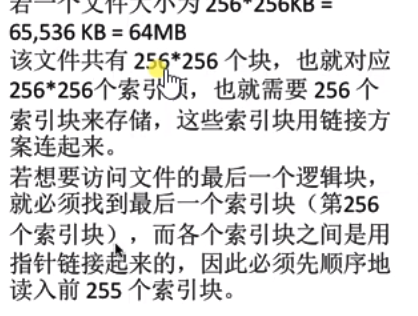 若一个文件大小为 256*256KB =
65,536 KB = 64MB
该文件共有 256*256 个块，也就对应
256*256个索引项，也就需要 256 个
索引块来存储，这些索引块用链接方
案连起来。
若想要访问文件的最后一个逻辑块，
就必须找到最后一个索引块（第256
个索引块），而各个索引块之间是用
指针链接起来的，因此必须先顺序地
读入前 255 个索引块。